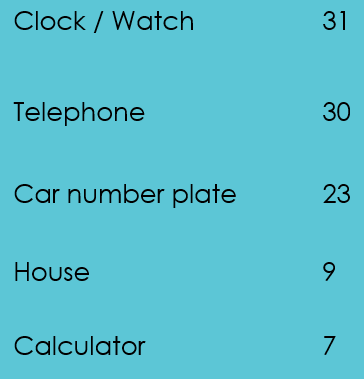 Clock / Watch 31
Telephone 30
Car number plate 23
House 9
Calculator 7